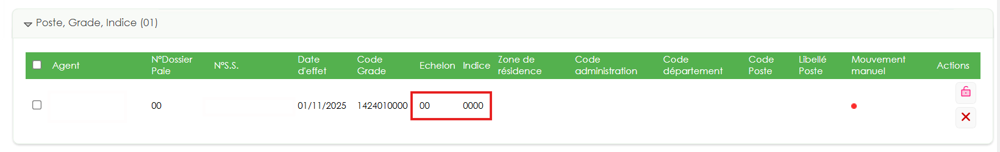 Poste, Grade, Indice (01)
Agent
N°Dossier Paie
N°S.S.
Date d'effet
Code Grade
Echelon
Indice
Zone de résidence
Code administration
Code département
Code Poste
Libellé Poste
Mouvement manuel
Actions
00
01/11/2025
1424010000
00
0000